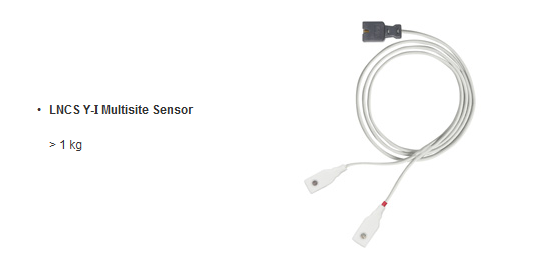 • LNCS Y-I Multisite Sensor
> 1 kg